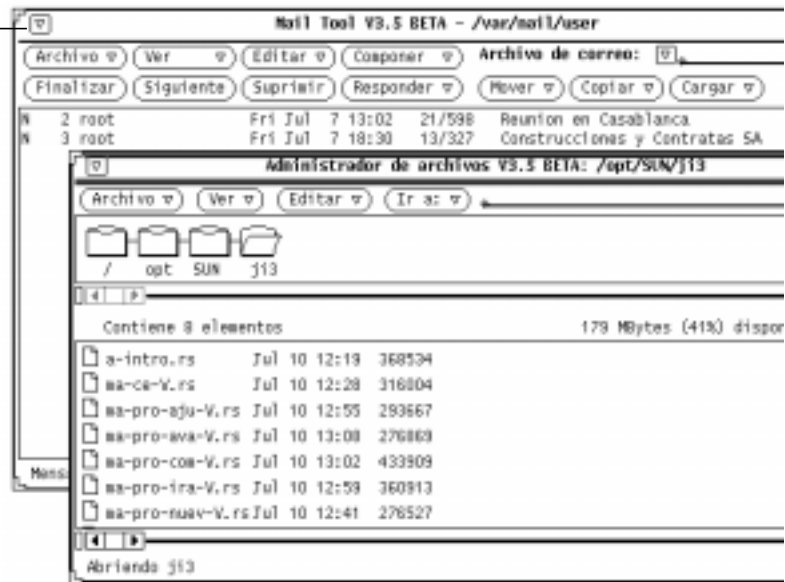 Mail Tool V3.5 BETA - /var/mail/user
Archivo Ver Editar Componer Archivo de correo:
Finalizar Siguiente Suprimir Responder Mover Copiar Cargar
N 2 root Fri Jul 7 13:02 21/598 Reunion en Casablanca
N 3 root Fri Jul 7 18:30 13/327 Construcciones y Contratas SA
Administrador de archivos V3.5 BETA: /opt/SUN/ji3
Archivo Ver Editar Ir a:
/ opt SUN ji3
Contiene 8 elementos 179 MBytes (41%) dispon
a-intro.rs Jul 10 12:19 368534
ma-ce-V.rs Jul 10 12:28 316004
ma-pro-aju-V.rs Jul 10 12:55 293667
ma-pro-ava-V.rs Jul 10 13:00 276869
ma-pro-com-V.rs Jul 10 13:02 433909
ma-pro-ira-V.rs Jul 10 12:59 360913
ma-pro-nuev-V.rs Jul 10 12:41 276527
Mensa
Abriendo ji3